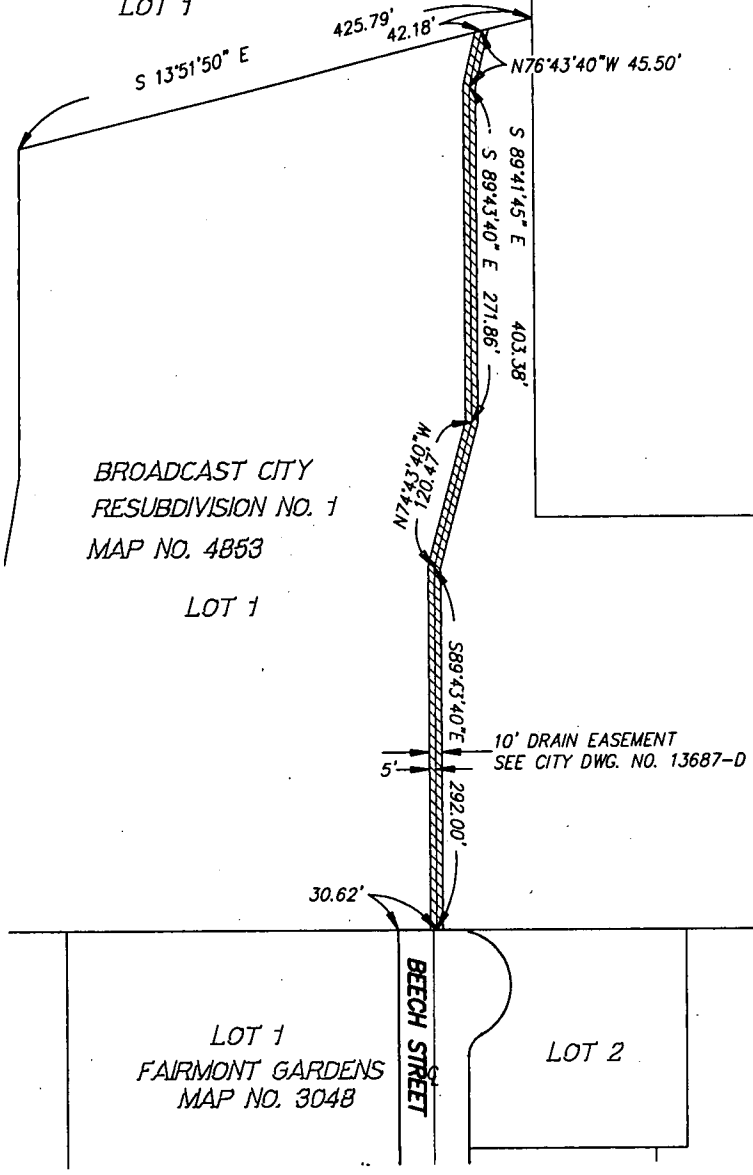 LOT 1
425.79'
42.18'
S 13°51'50" E
N76°43'40"W 45.50'
S 89°41'45" E 403.38'
S 89°43'40" E 271.86'
N74°43'40"W
120.47'
BROADCAST CITY
RESUBDIVISION NO. 1
MAP NO. 4853
LOT 1
S89°43'40"E 292.00'
10' DRAIN EASEMENT
SEE CITY DWG. NO. 13687-D
5'
30.62'
BEECH STREET
LOT 1
FAIRMONT GARDENS
MAP NO. 3048
LOT 2